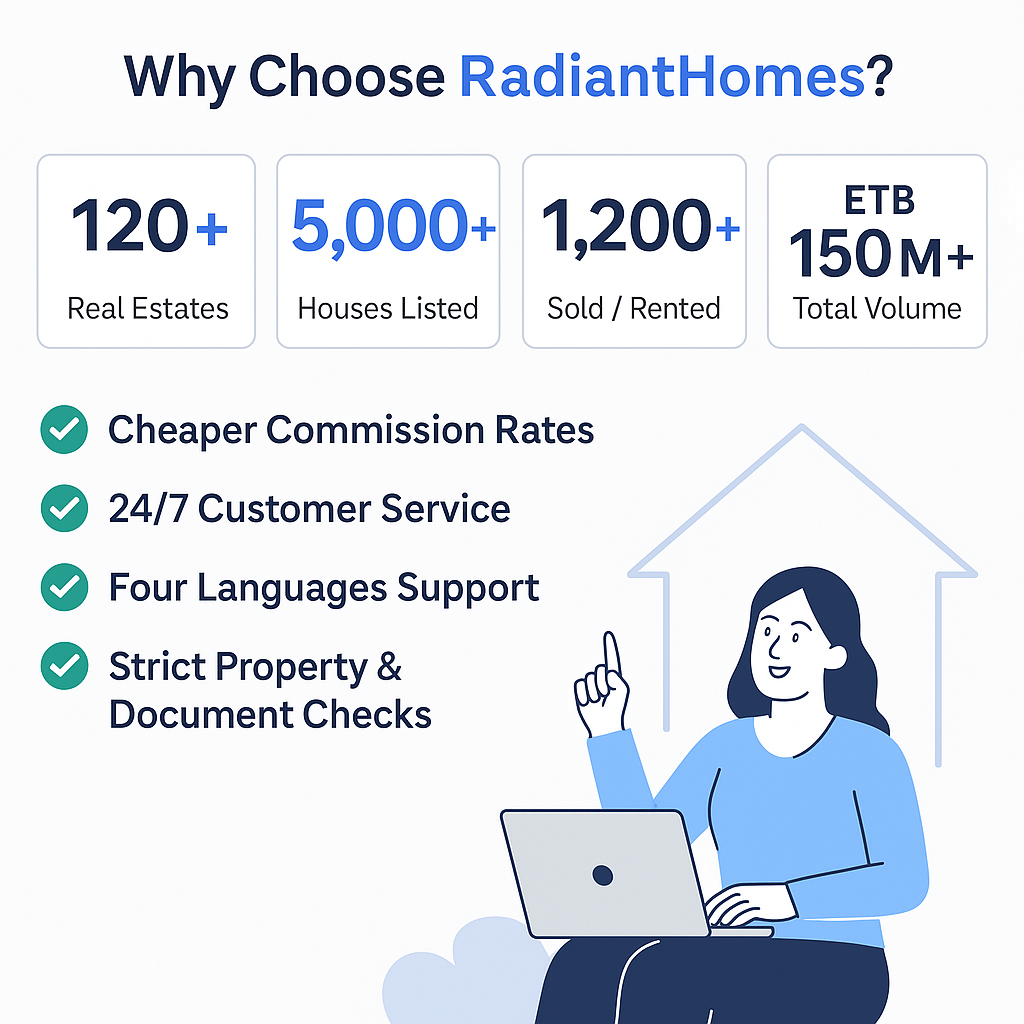 Why Choose RadiantHomes?
120+
Real Estates
5,000+
Houses Listed
1,200+
Sold / Rented
ETB
150M+
Total Volume
Cheaper Commission Rates
24/7 Customer Service
Four Languages Support
Strict Property &
Document Checks